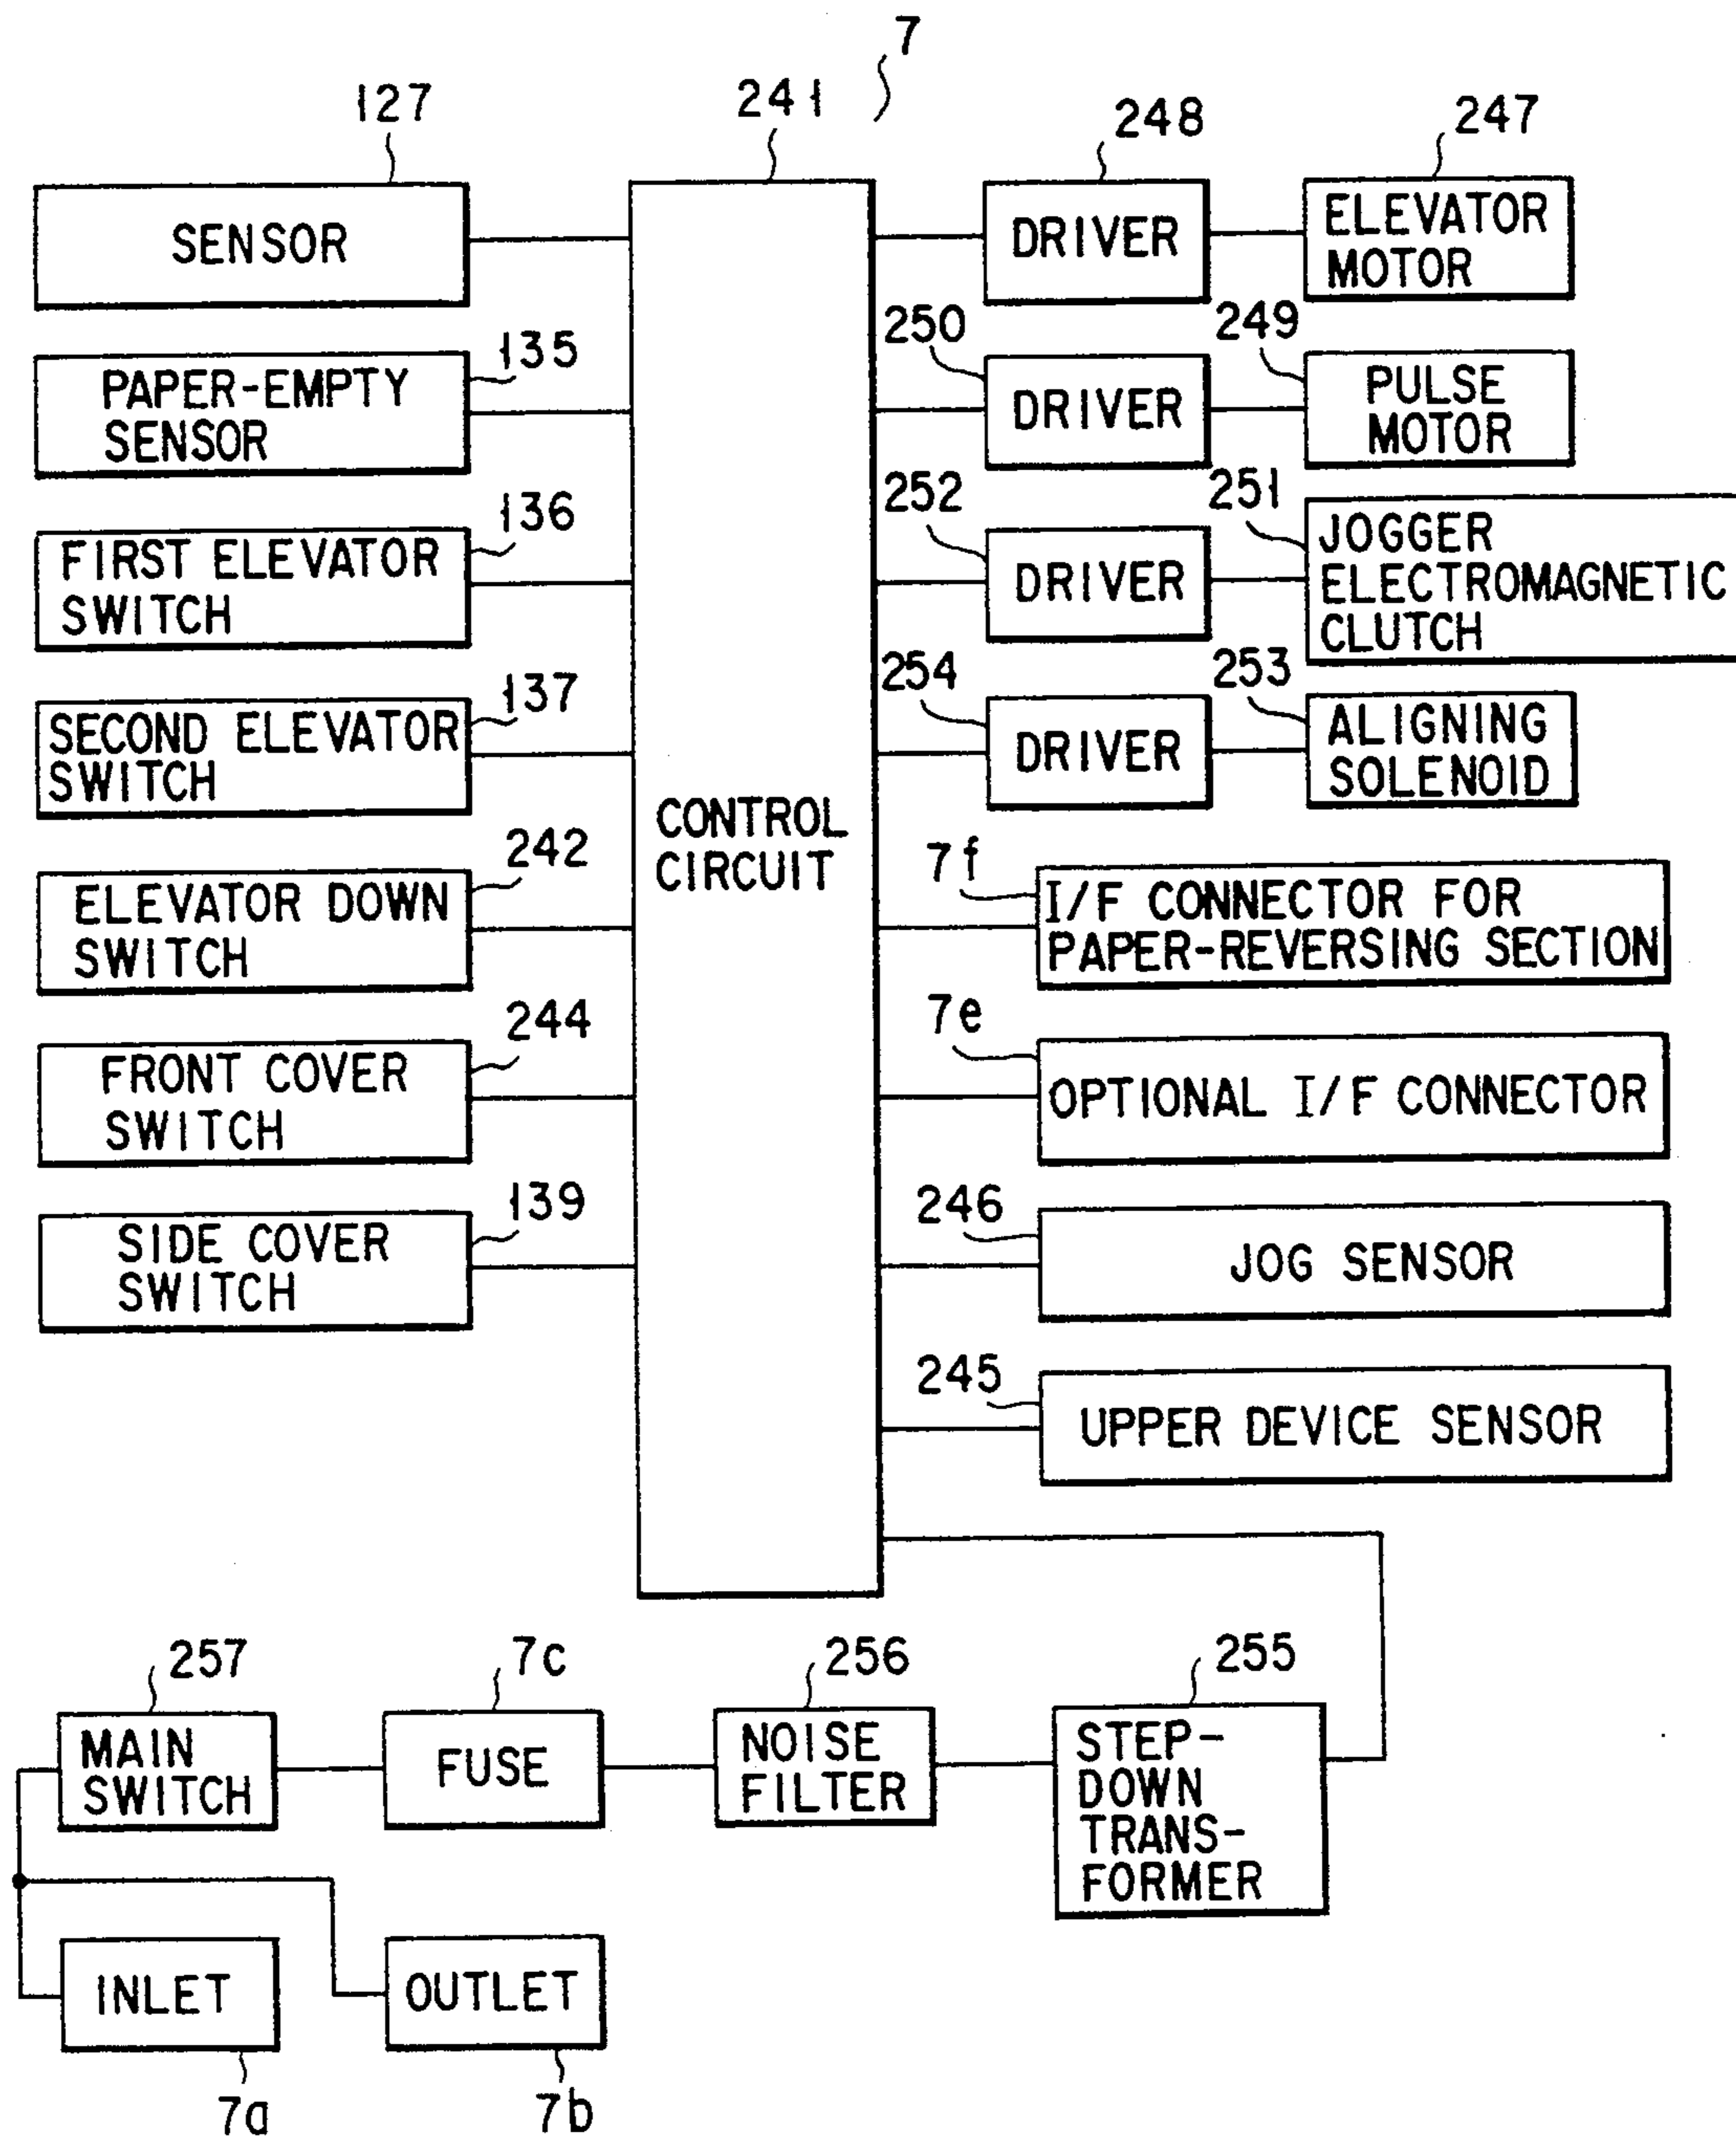 7
127
241
248
247
SENSOR
DRIVER
ELEVATOR
MOTOR
135
250
249
PAPER-EMPTY
SENSOR
DRIVER
PULSE
MOTOR
136
252
251
FIRST ELEVATOR
SWITCH
DRIVER
JOGGER
ELECTROMAGNETIC
CLUTCH
137
254
253
SECOND ELEVATOR
SWITCH
DRIVER
ALIGNING
SOLENOID
CONTROL
CIRCUIT
242
7f
ELEVATOR DOWN
SWITCH
I/F CONNECTOR FOR
PAPER-REVERSING SECTION
244
7e
FRONT COVER
SWITCH
OPTIONAL I/F CONNECTOR
139
246
SIDE COVER
SWITCH
JOG SENSOR
245
UPPER DEVICE SENSOR
257
7c
256
255
MAIN
SWITCH
FUSE
NOISE
FILTER
STEP-
DOWN
TRANS-
FORMER
INLET
OUTLET
7a
7b